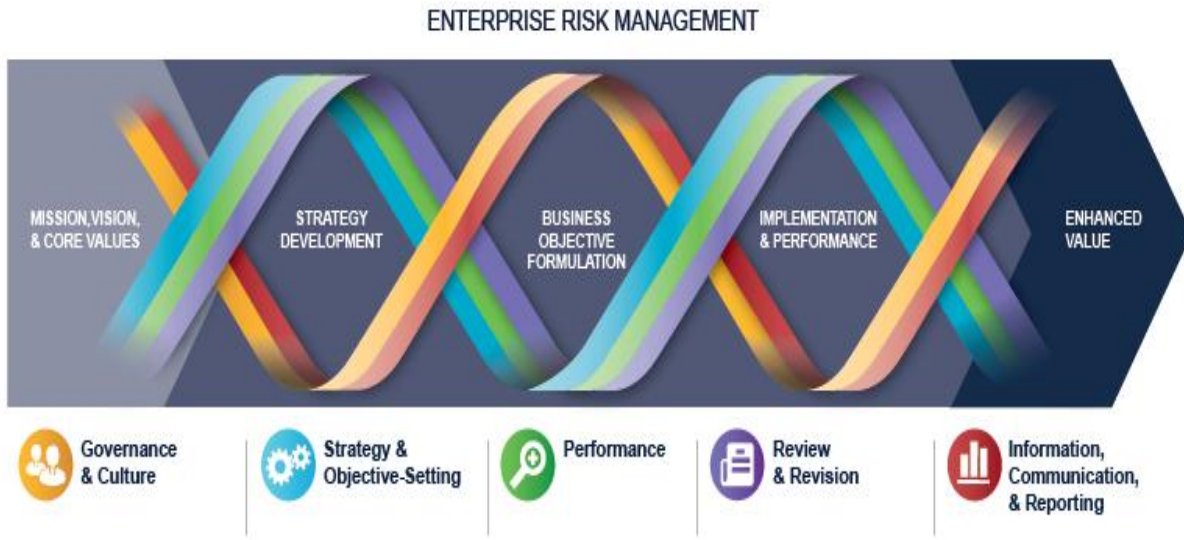 ENTERPRISE RISK MANAGEMENT
MISSION, VISION,
& CORE VALUES
STRATEGY
DEVELOPMENT
BUSINESS
OBJECTIVE
FORMULATION
IMPLEMENTATION
& PERFORMANCE
ENHANCED
VALUE
Governance
& Culture
Strategy &
Objective-Setting
Performance
Review
& Revision
Information,
Communication,
& Reporting